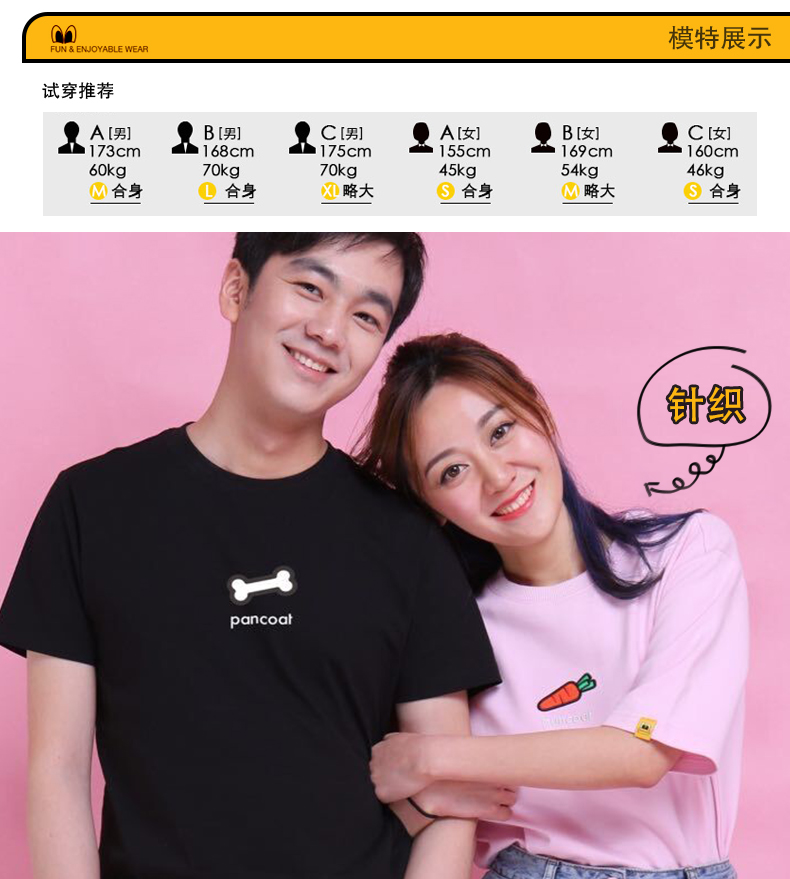 FUN & ENJOYABLE WEAR
模特展示
试穿推荐
A [男]
173cm
60kg
M 合身
B [男]
168cm
70kg
L 合身
C [男]
175cm
70kg
XL 略大
A [女]
155cm
45kg
S 合身
B [女]
169cm
54kg
M 略大
C [女]
160cm
46kg
S 合身
针织
pancoat